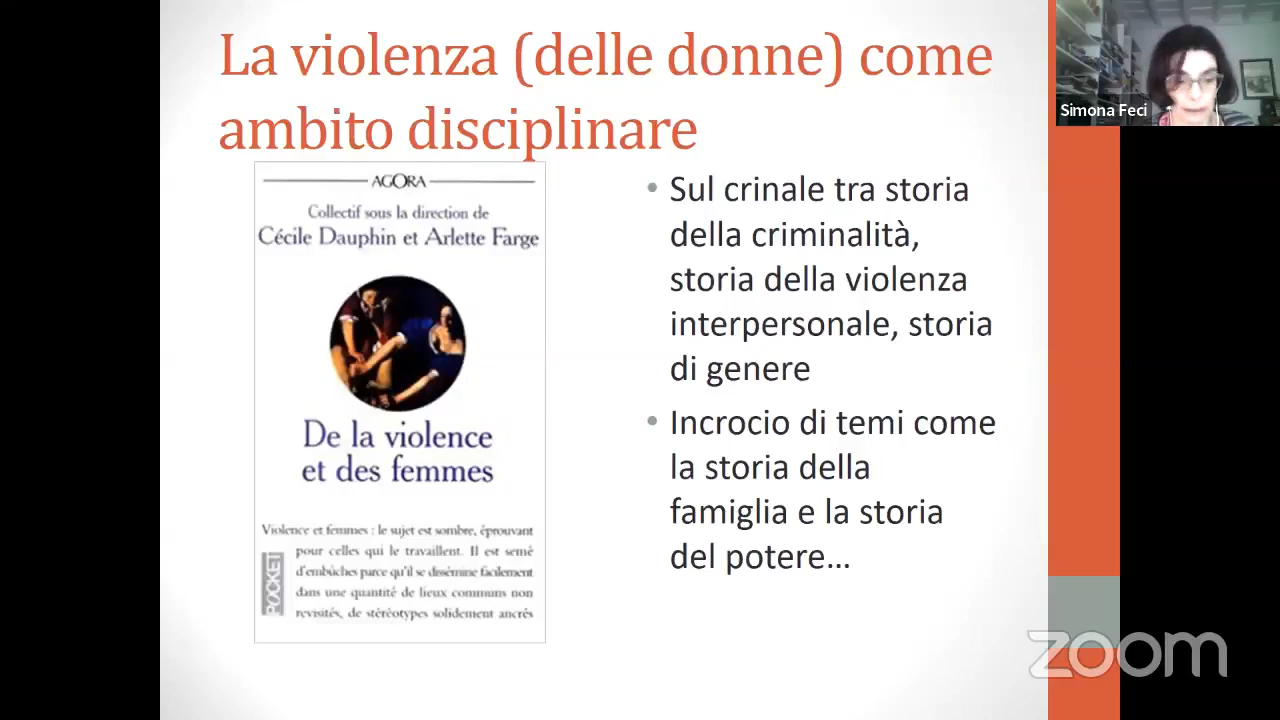 La violenza (delle donne) come
ambito disciplinare
AGORA
Collectif sous la direction de
Cécile Dauphin et Arlette Farge
De la violence
et des femmes
Violence et femmes : le sujet est sombre, éprouvant
pour celles qui le travaillent. Il est semé
d'embûches parce qu'il se dissémine facilement
dans une quantité de lieux communs non
revisités, de stéréotypes solidement ancrés
POCKET
• Sul crinale tra storia
della criminalità,
storia della violenza
interpersonale, storia
di genere
• Incrocio di temi come
la storia della
famiglia e la storia
del potere…
Simona Feci
zoom